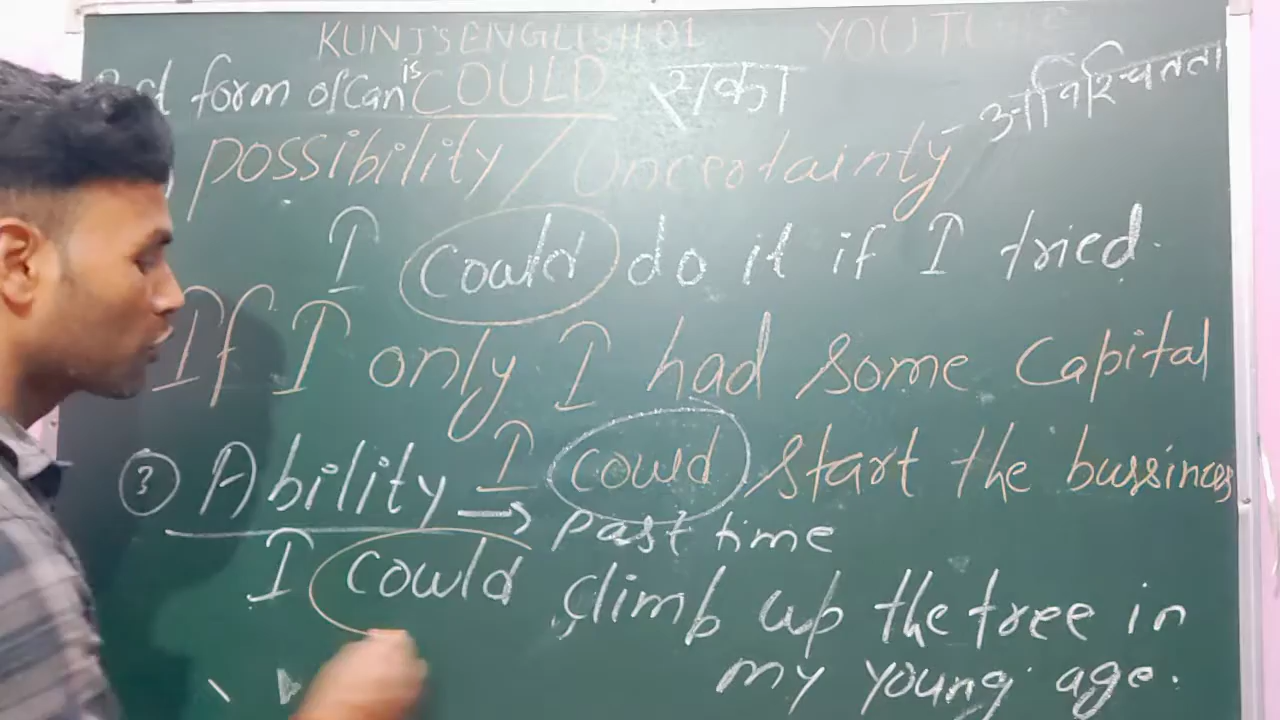 KUNJ'S ENGLISH 01 YOUTUBE
form of Can is COULD सका
possibility / Uncertainty - अनिश्चितता
I could do it if I tried.
If I only I had some Capital
I could start the bussiness
③ Ability → past time
I could climb up the tree in
my young age.